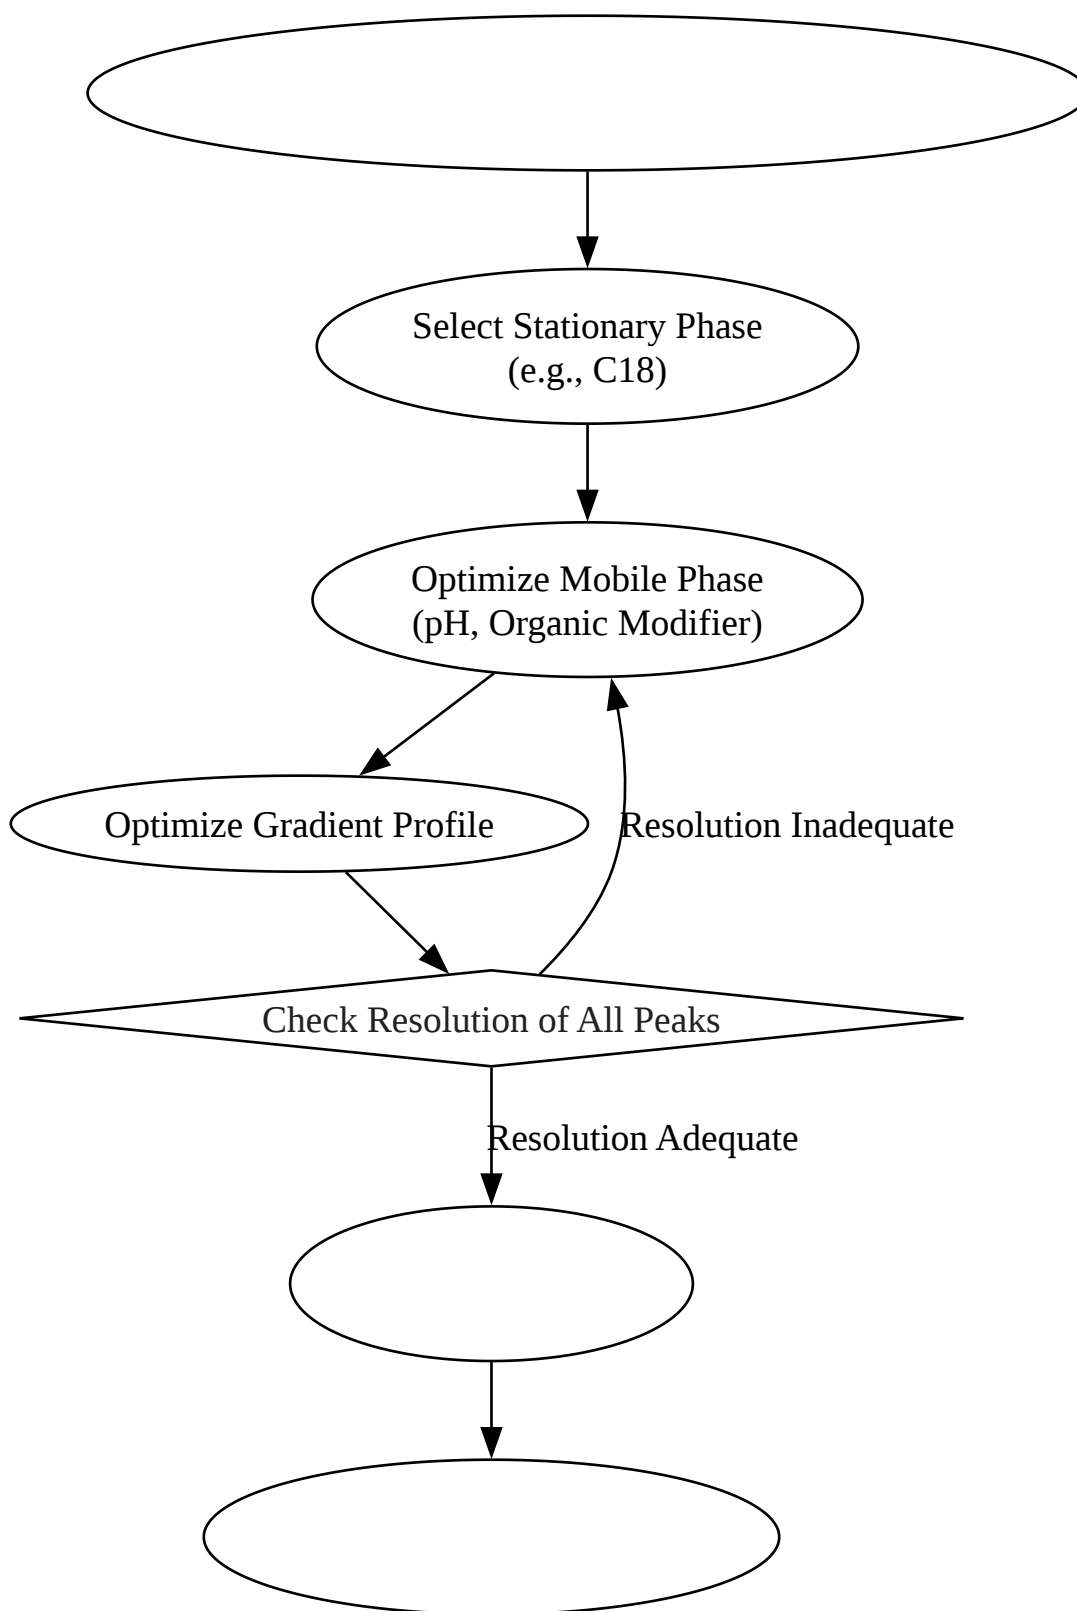 Select Stationary Phase
(e.g., C18)
Optimize Mobile Phase
(pH, Organic Modifier)
Optimize Gradient Profile
Resolution Inadequate
Check Resolution of All Peaks
Resolution Adequate